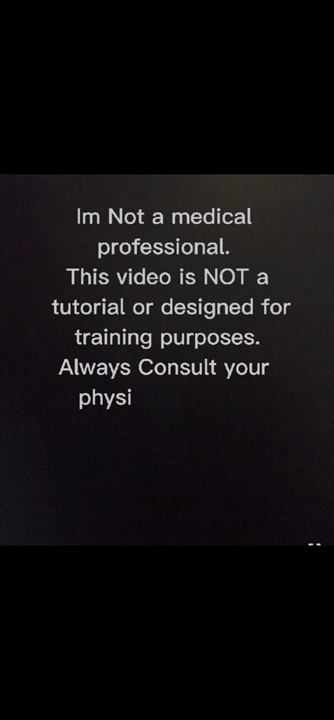 Im Not a medical
professional.
This video is NOT a
tutorial or designed for
training purposes.
Always Consult your
physi